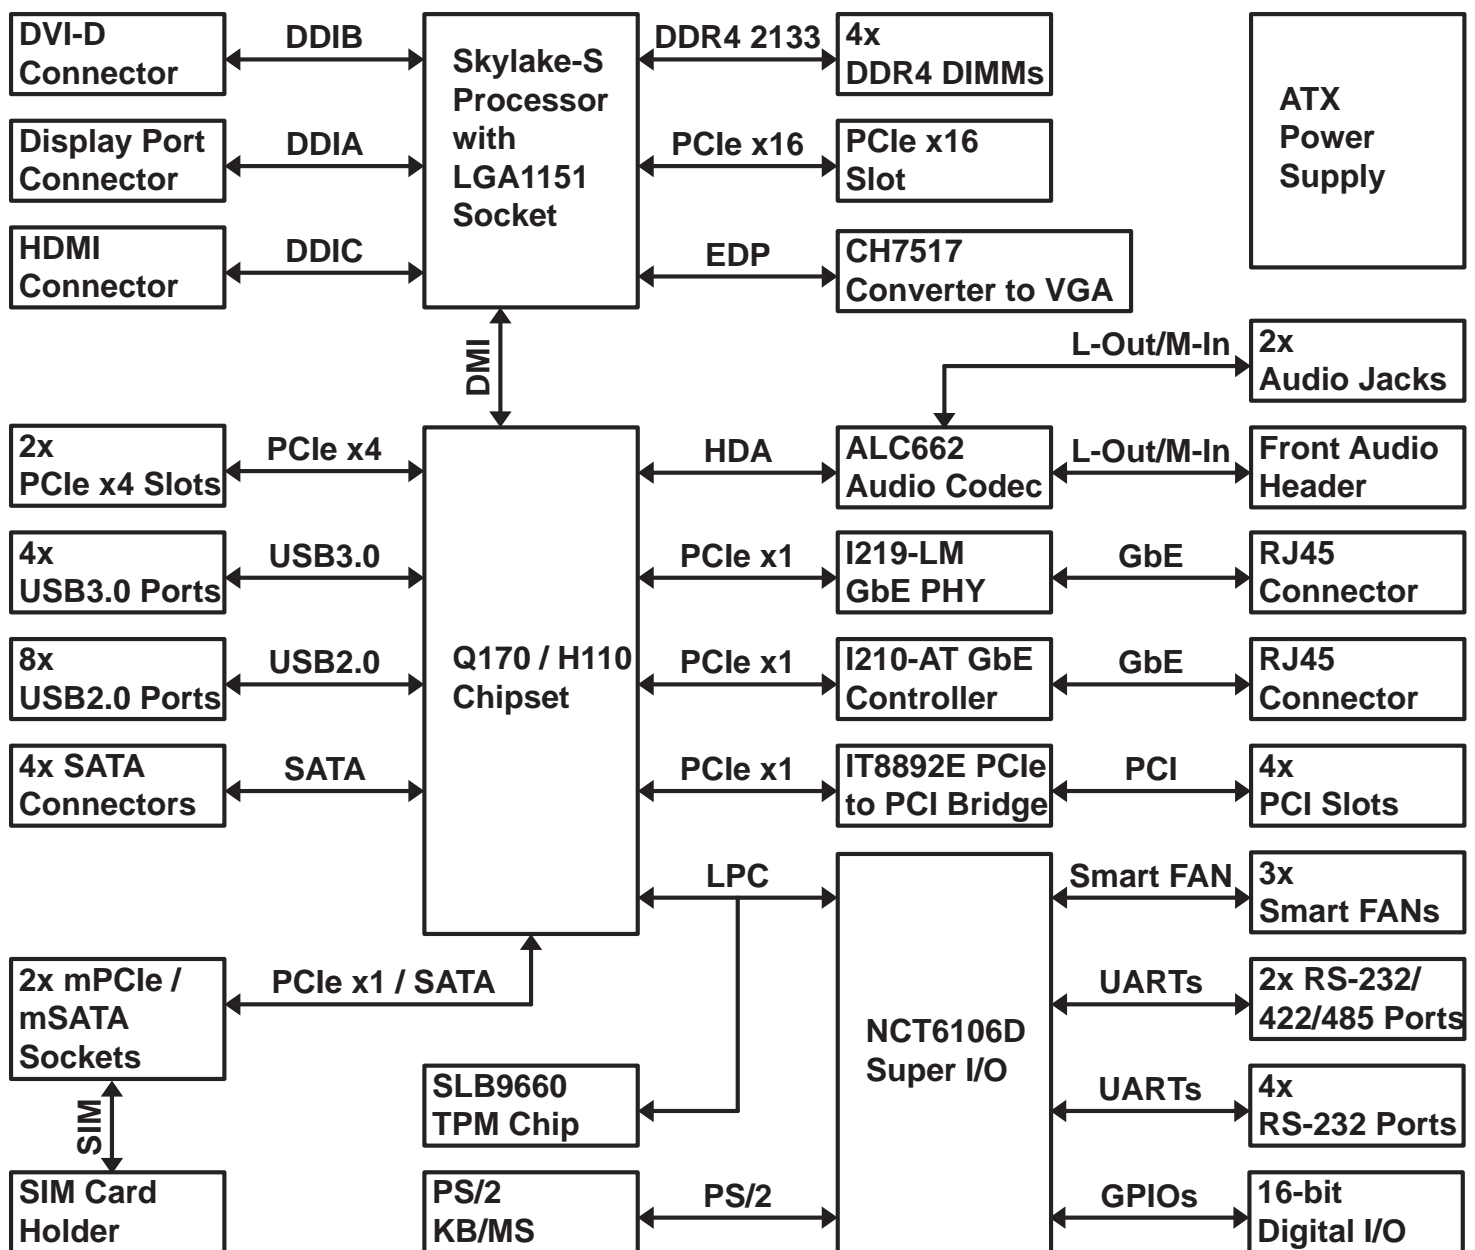 DVI-D
Connector
DDIB
Skylake-S
Processor
with
LGA1151
Socket
DDR4 2133
4x
DDR4 DIMMs
ATX
Power
Supply
Display Port
Connector
DDIA
PCIe x16
PCIe x16
Slot
HDMI
Connector
DDIC
EDP
CH7517
Converter to VGA
DMI
L-Out/M-In
2x
Audio Jacks
2x
PCIe x4 Slots
PCIe x4
Q170 / H110
Chipset
HDA
ALC662
Audio Codec
L-Out/M-In
Front Audio
Header
4x
USB3.0 Ports
USB3.0
PCIe x1
I219-LM
GbE PHY
GbE
RJ45
Connector
8x
USB2.0 Ports
USB2.0
PCIe x1
I210-AT GbE
Controller
GbE
RJ45
Connector
4x SATA
Connectors
SATA
PCIe x1
IT8892E PCIe
to PCI Bridge
PCI
4x
PCI Slots
LPC
NCT6106D
Super I/O
Smart FAN
3x
Smart FANs
2x mPCIe /
mSATA
Sockets
PCIe x1 / SATA
UARTs
2x RS-232/
422/485 Ports
SIM
SLB9660
TPM Chip
UARTs
4x
RS-232 Ports
SIM Card
Holder
PS/2
KB/MS
PS/2
GPIOs
16-bit
Digital I/O